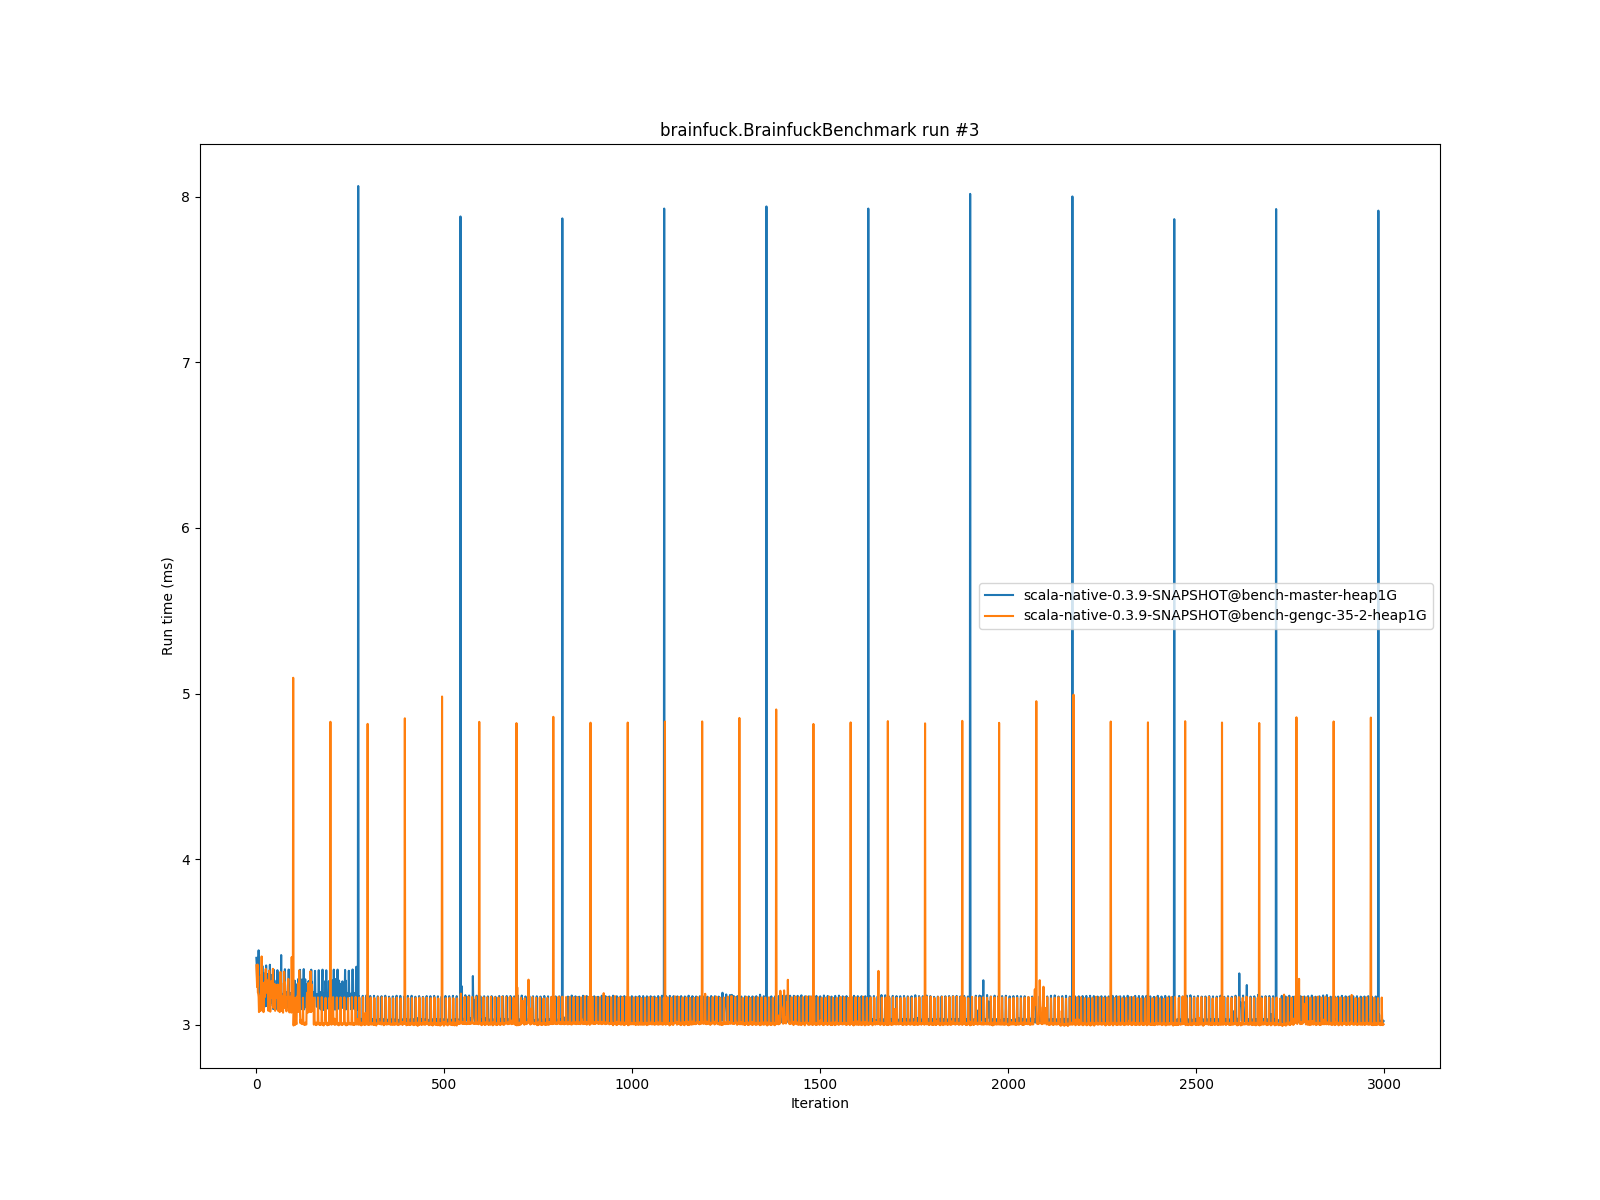 brainfuck.BrainfuckBenchmark run #3
8
7
6
5
4
3
Run time (ms)
scala-native-0.3.9-SNAPSHOT@bench-master-heap1G
scala-native-0.3.9-SNAPSHOT@bench-gengc-35-2-heap1G
0 500 1000 1500 2000 2500 3000
Iteration